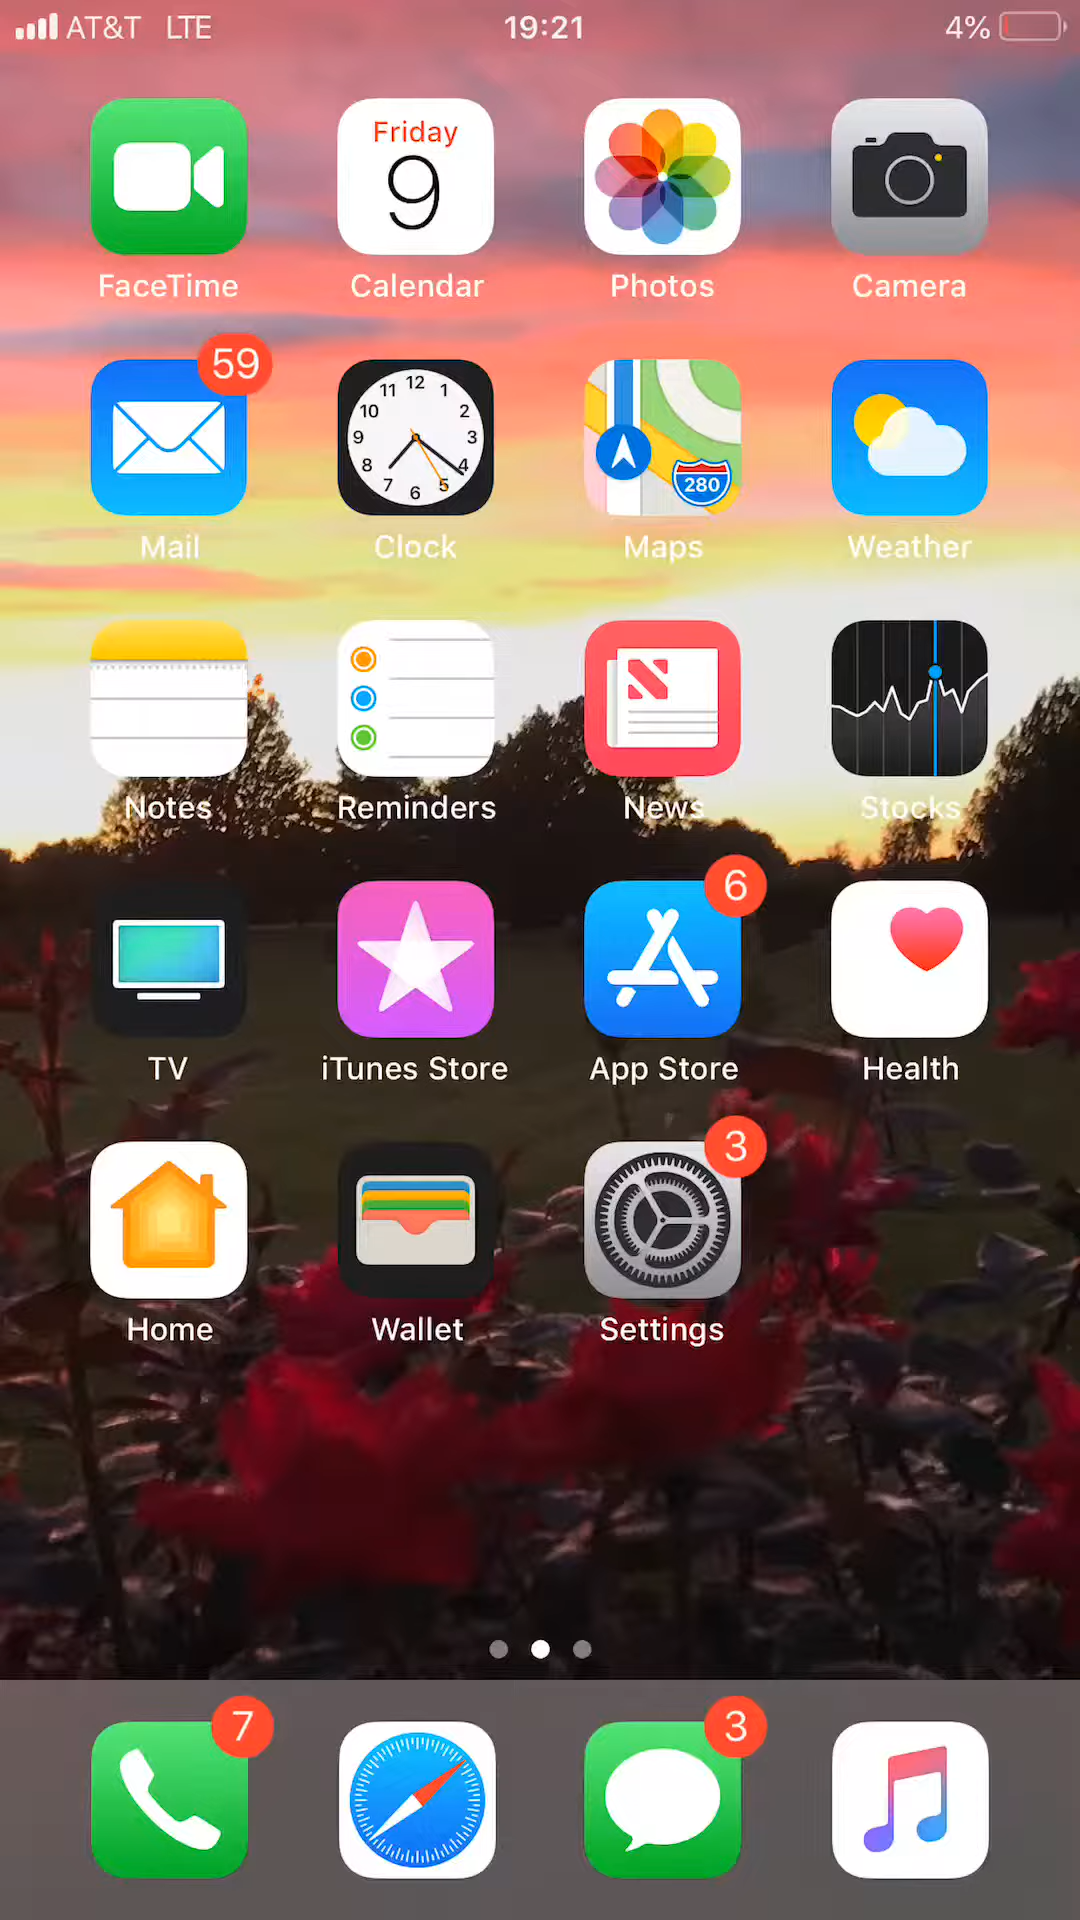 AT&T LTE 19:21 4%
Friday
9
FaceTime Calendar Photos Camera
59
12
11 1
10 2
9 3
8 4
7 5
6
280
Mail Clock Maps Weather
Notes Reminders News Stocks
6
TV iTunes Store App Store Health
3
Home Wallet Settings
7 3